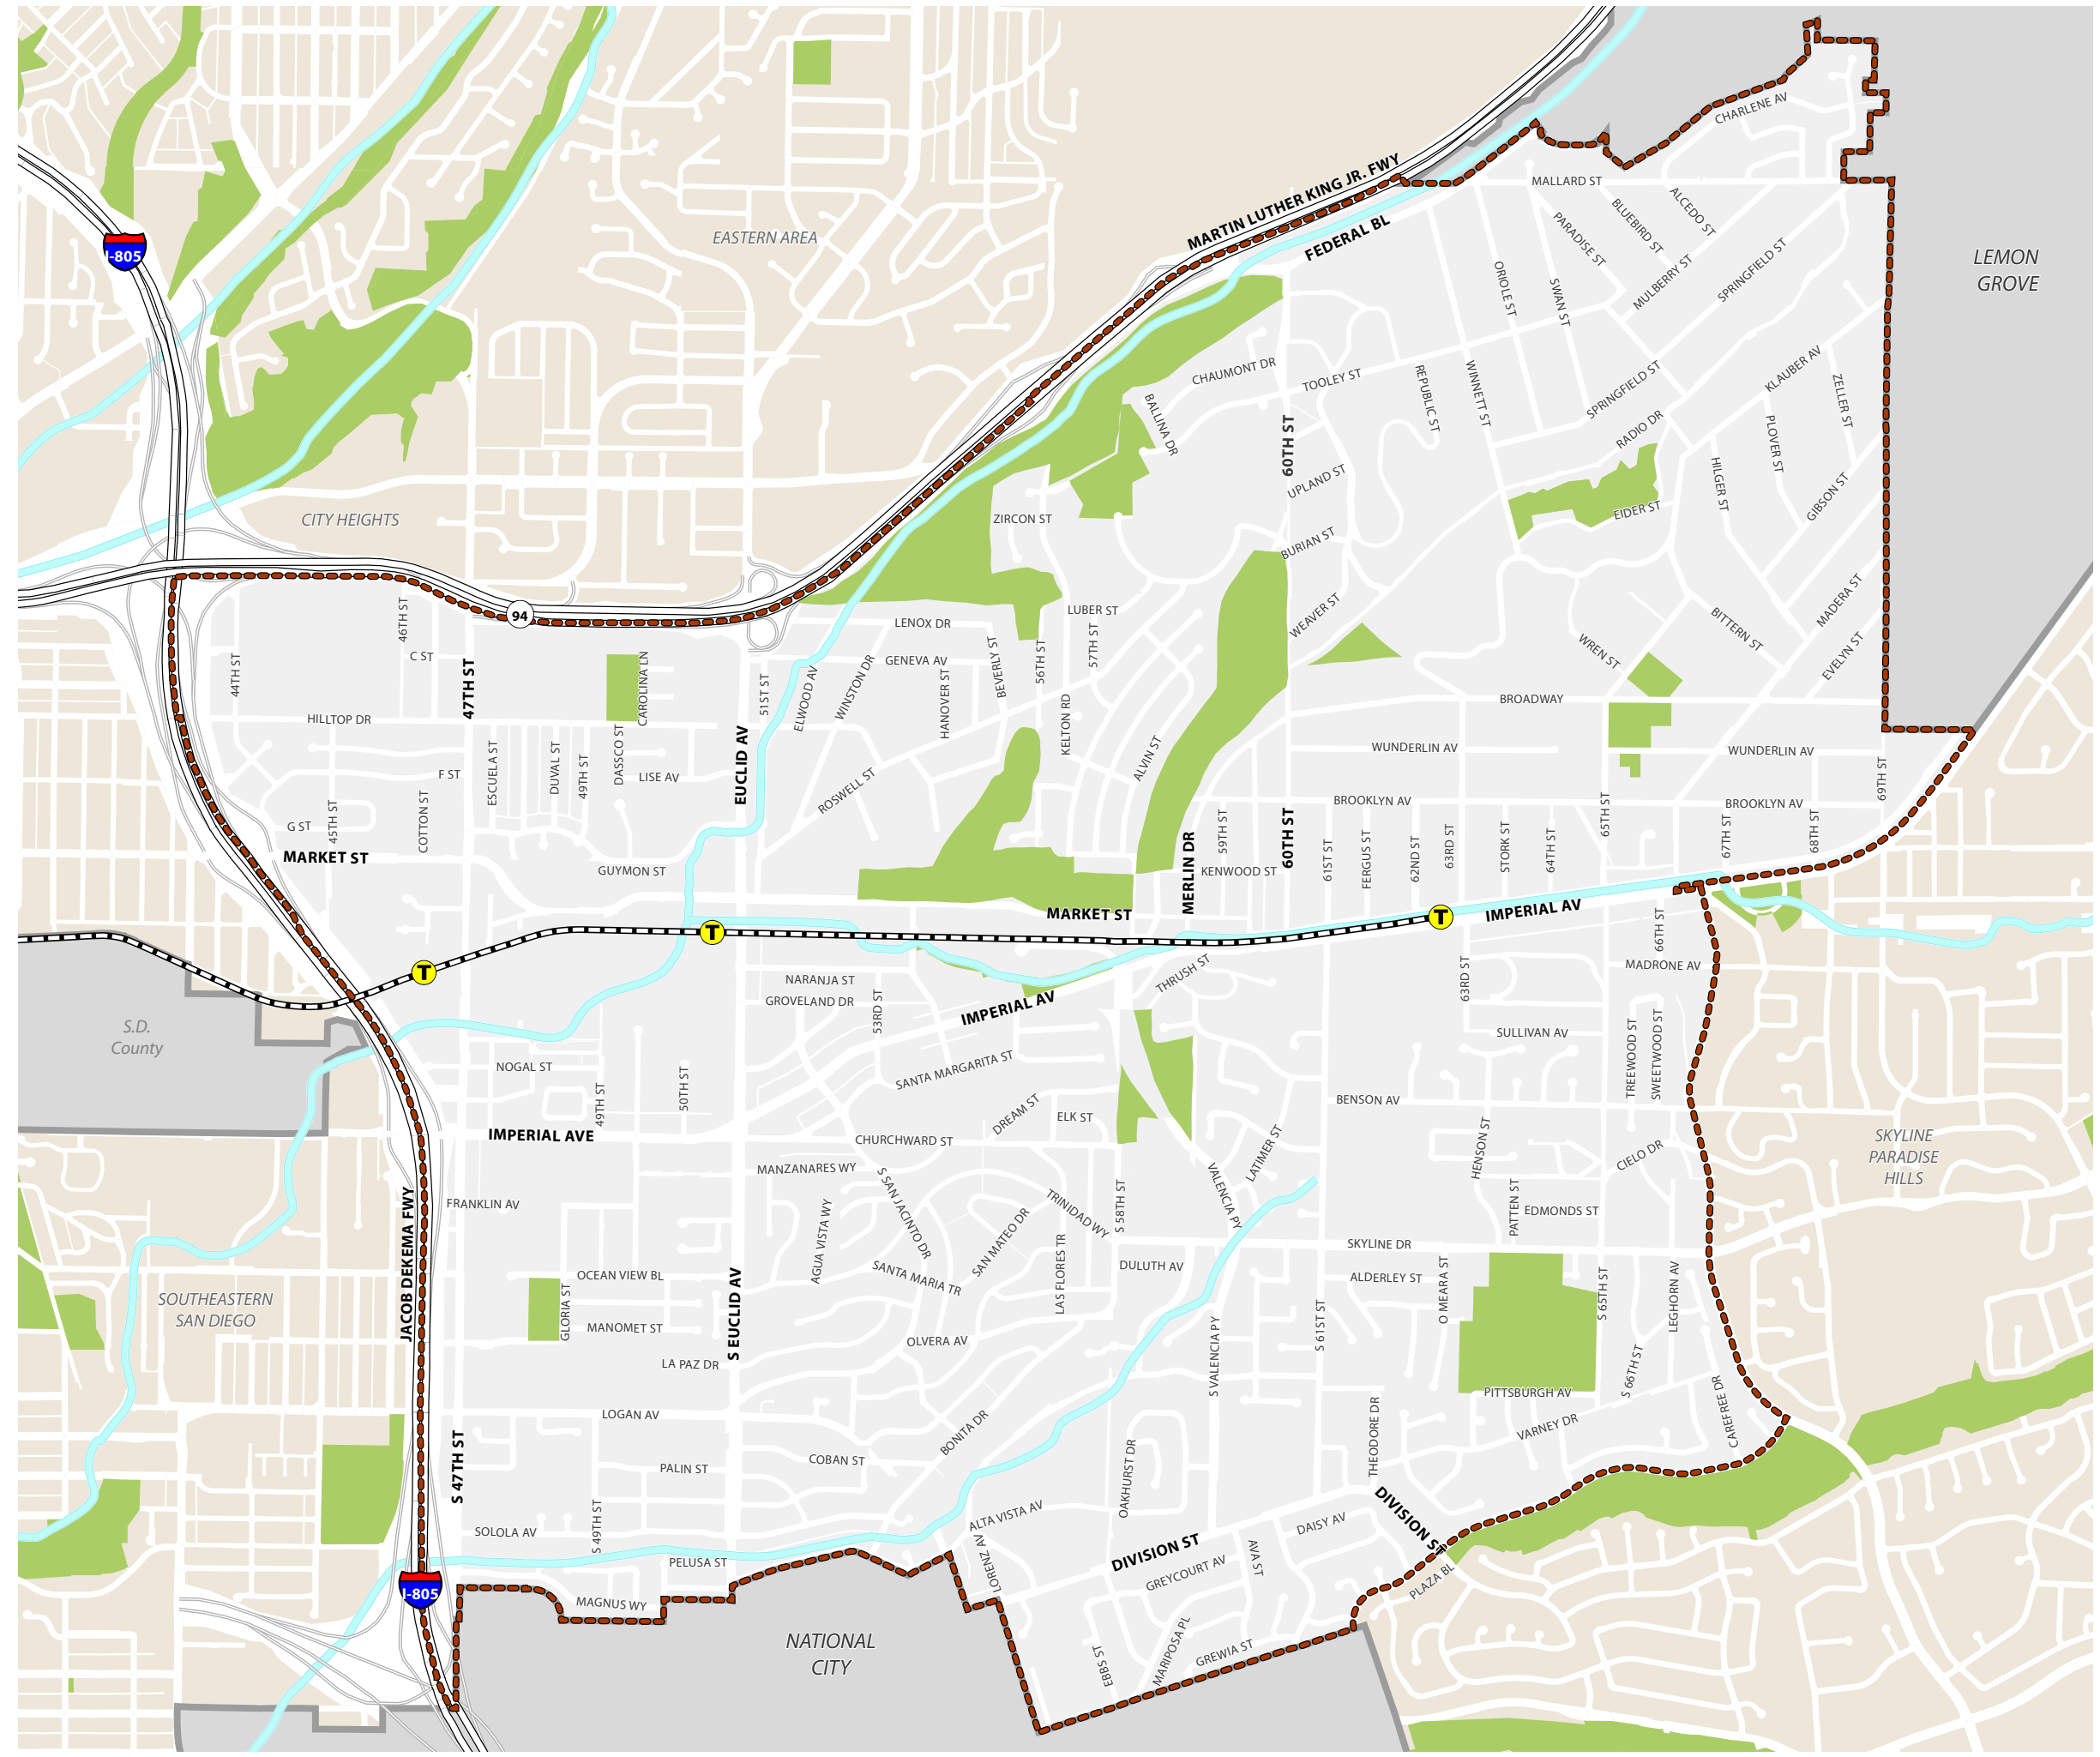 CHARLENE AV
MARTIN LUTHER KING JR. FWY
FEDERAL BL
MALLARD ST
ALCEDO ST
BLUEBIRD ST
PARADISE ST
MULBERRY ST
SPRINGFIELD ST
EASTERN AREA
I-805
LEMON
GROVE
ORIOLE ST
SWAN ST
CHAUMONT DR
TOOLEY ST
REPUBLIC ST
WINNETT ST
SPRINGFIELD ST
KLAUBER AV
ZELLER ST
BALLINA DR
60TH ST
RADIO DR
PLOVER ST
UPLAND ST
HILGER ST
GIBSON ST
EIDER ST
CITY HEIGHTS
ZIRCON ST
BURIAN ST
94
46TH ST
LENOX DR
LUBER ST
WEAVER ST
MADERA ST
BITTERN ST
WREN ST
EVELYN ST
C ST
44TH ST
47TH ST
CAROLINA LN
51ST ST
ELWOOD AV
WINSTON DR
GENEVA AV
HANOVER ST
BEVERLY ST
56TH ST
57TH ST
HILLTOP DR
KELTON RD
BROADWAY
EUCLID AV
ALVIN ST
WUNDERLIN AV
WUNDERLIN AV
69TH ST
F ST
ESCUELA ST
DUVAL ST
49TH ST
DASSCO ST
LISE AV
ROSWELL ST
BROOKLYN AV
BROOKLYN AV
G ST
45TH ST
COTTON ST
MERLIN DR
59TH ST
60TH ST
61ST ST
FERGUS ST
62ND ST
63RD ST
STORK ST
64TH ST
65TH ST
67TH ST
68TH ST
MARKET ST
GUYMON ST
KENWOOD ST
MARKET ST
IMPERIAL AV
T
T
T
66TH ST
NARANJA ST
GROVELAND DR
53RD ST
IMPERIAL AV
THRUSH ST
63RD ST
MADRONE AV
S.D.
County
SULLIVAN AV
TREEWOOD ST
SWEETWOOD ST
NOGAL ST
49TH ST
50TH ST
SANTA MARGARITA ST
DREAM ST
ELK ST
BENSON AV
IMPERIAL AVE
CHURCHWARD ST
MANZANARES WY
LATIMER ST
HENSON ST
CIELO DR
SKYLINE
PARADISE
HILLS
FRANKLIN AV
JACOB DEKEMA FWY
AGUA VISTA WY
S SAN JACINTO DR
SAN MATEO DR
TRINIDAD WY
S 58TH ST
VALENCIA PY
PATTEN ST
EDMONDS ST
SKYLINE DR
SOUTHEASTERN
SAN DIEGO
OCEAN VIEW BL
GLORIA ST
MANOMET ST
SANTA MARIA TR
LAS FLORES TR
DULUTH AV
ALDERLEY ST
O MEARA ST
S 65TH ST
LEGHORN AV
S EUCLID AV
OLVERA AV
S VALENCIA PY
S 61ST ST
S 66TH ST
LA PAZ DR
PITTSBURGH AV
VARNEY DR
CAREFREE DR
LOGAN AV
S 47TH ST
BONITA DR
COBAN ST
PALIN ST
OAKHURST DR
THEODORE DR
SOLOLA AV
S 49TH ST
ALTA VISTA AV
DAISY AV
DIVISION ST
DIVISION ST
PELUSA ST
LORENZ AV
GREYCOURT AV
AVA ST
PLAZA BL
I-805
MAGNUS WY
NATIONAL
CITY
EBBS ST
MARIPOSA PL
GREWIA ST